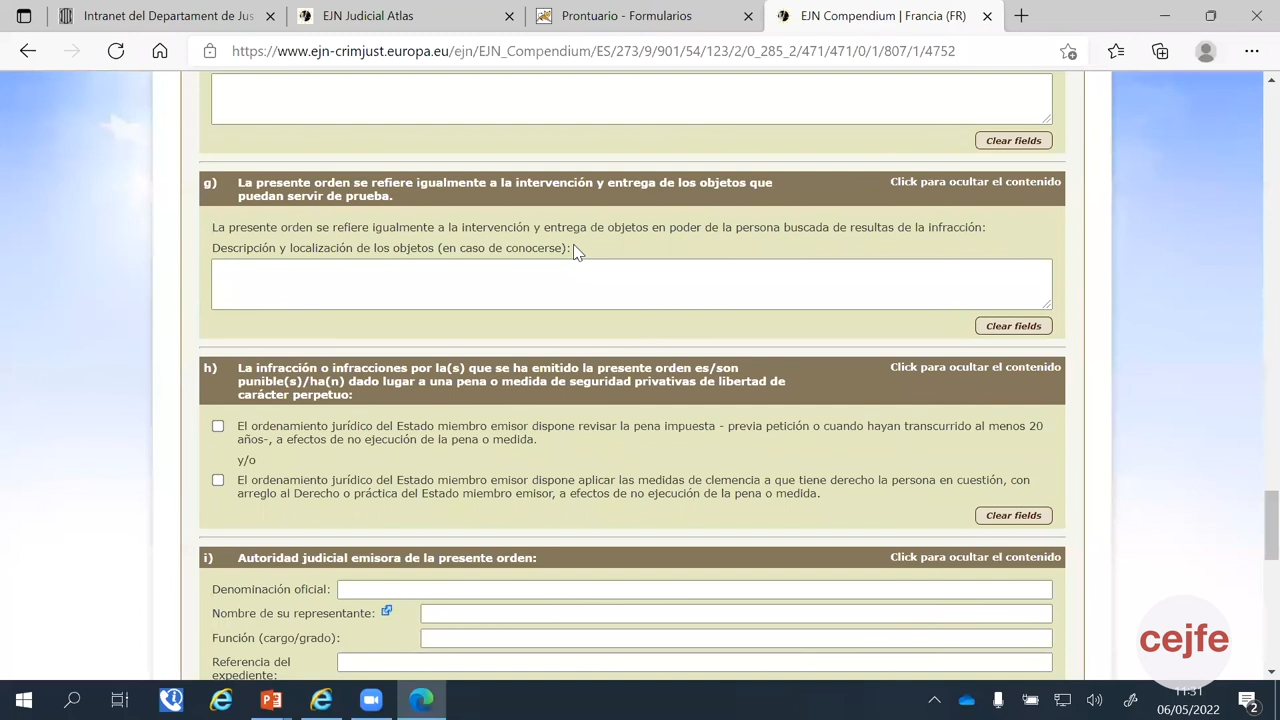 Intranet del Departament de Jus
EJN Judicial Atlas
Prontuario - Formularios
EJN Compendium | Francia (FR)
https://www.ejn-crimjust.europa.eu/ejn/EJN_Compendium/ES/273/9/901/54/123/2/0_285_2/471/471/0/1/807/1/4752
Clear fields
g) La presente orden se refiere igualmente a la intervención y entrega de los objetos que
puedan servir de prueba.
Click para ocultar el contenido
La presente orden se refiere igualmente a la intervención y entrega de objetos en poder de la persona buscada de resultas de la infracción:
Descripción y localización de los objetos (en caso de conocerse):
Clear fields
h) La infracción o infracciones por la(s) que se ha emitido la presente orden es/son
punible(s)/ha(n) dado lugar a una pena o medida de seguridad privativas de libertad de
carácter perpetuo:
Click para ocultar el contenido
El ordenamiento jurídico del Estado miembro emisor dispone revisar la pena impuesta - previa petición o cuando hayan transcurrido al menos 20
años-, a efectos de no ejecución de la pena o medida.
y/o
El ordenamiento jurídico del Estado miembro emisor dispone aplicar las medidas de clemencia a que tiene derecho la persona en cuestión, con
arreglo al Derecho o práctica del Estado miembro emisor, a efectos de no ejecución de la pena o medida.
Clear fields
i) Autoridad judicial emisora de la presente orden:
Click para ocultar el contenido
Denominación oficial:
Nombre de su representante:
Función (cargo/grado):
Referencia del
expediente:
cejfe
11:31
06/05/2022
2